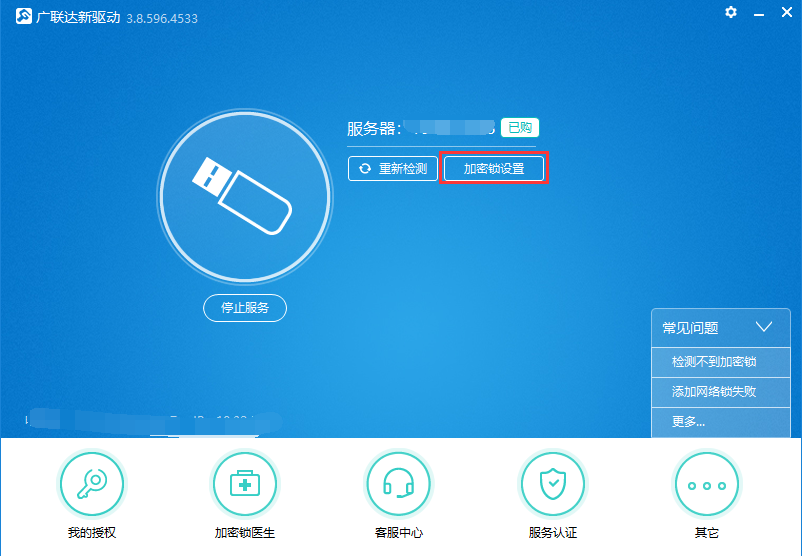 广联达新驱动 3.8.596.4533
服务器： 已购
重新检测 加密锁设置
停止服务
常见问题
检测不到加密锁
添加网络锁失败
更多...
我的授权 加密锁医生 客服中心 服务认证 其它